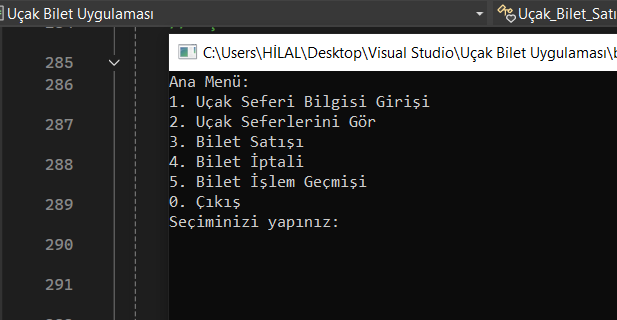 Uçak Bilet Uygulaması
Uçak_Bilet_Satı
285
C:\Users\HİLAL\Desktop\Visual Studio\Uçak Bilet Uygulaması\b
286
287
288
289
290
291
Ana Menü:
1. Uçak Seferi Bilgisi Girişi
2. Uçak Seferlerini Gör
3. Bilet Satışı
4. Bilet İptali
5. Bilet İşlem Geçmişi
0. Çıkış
Seçiminizi yapınız: